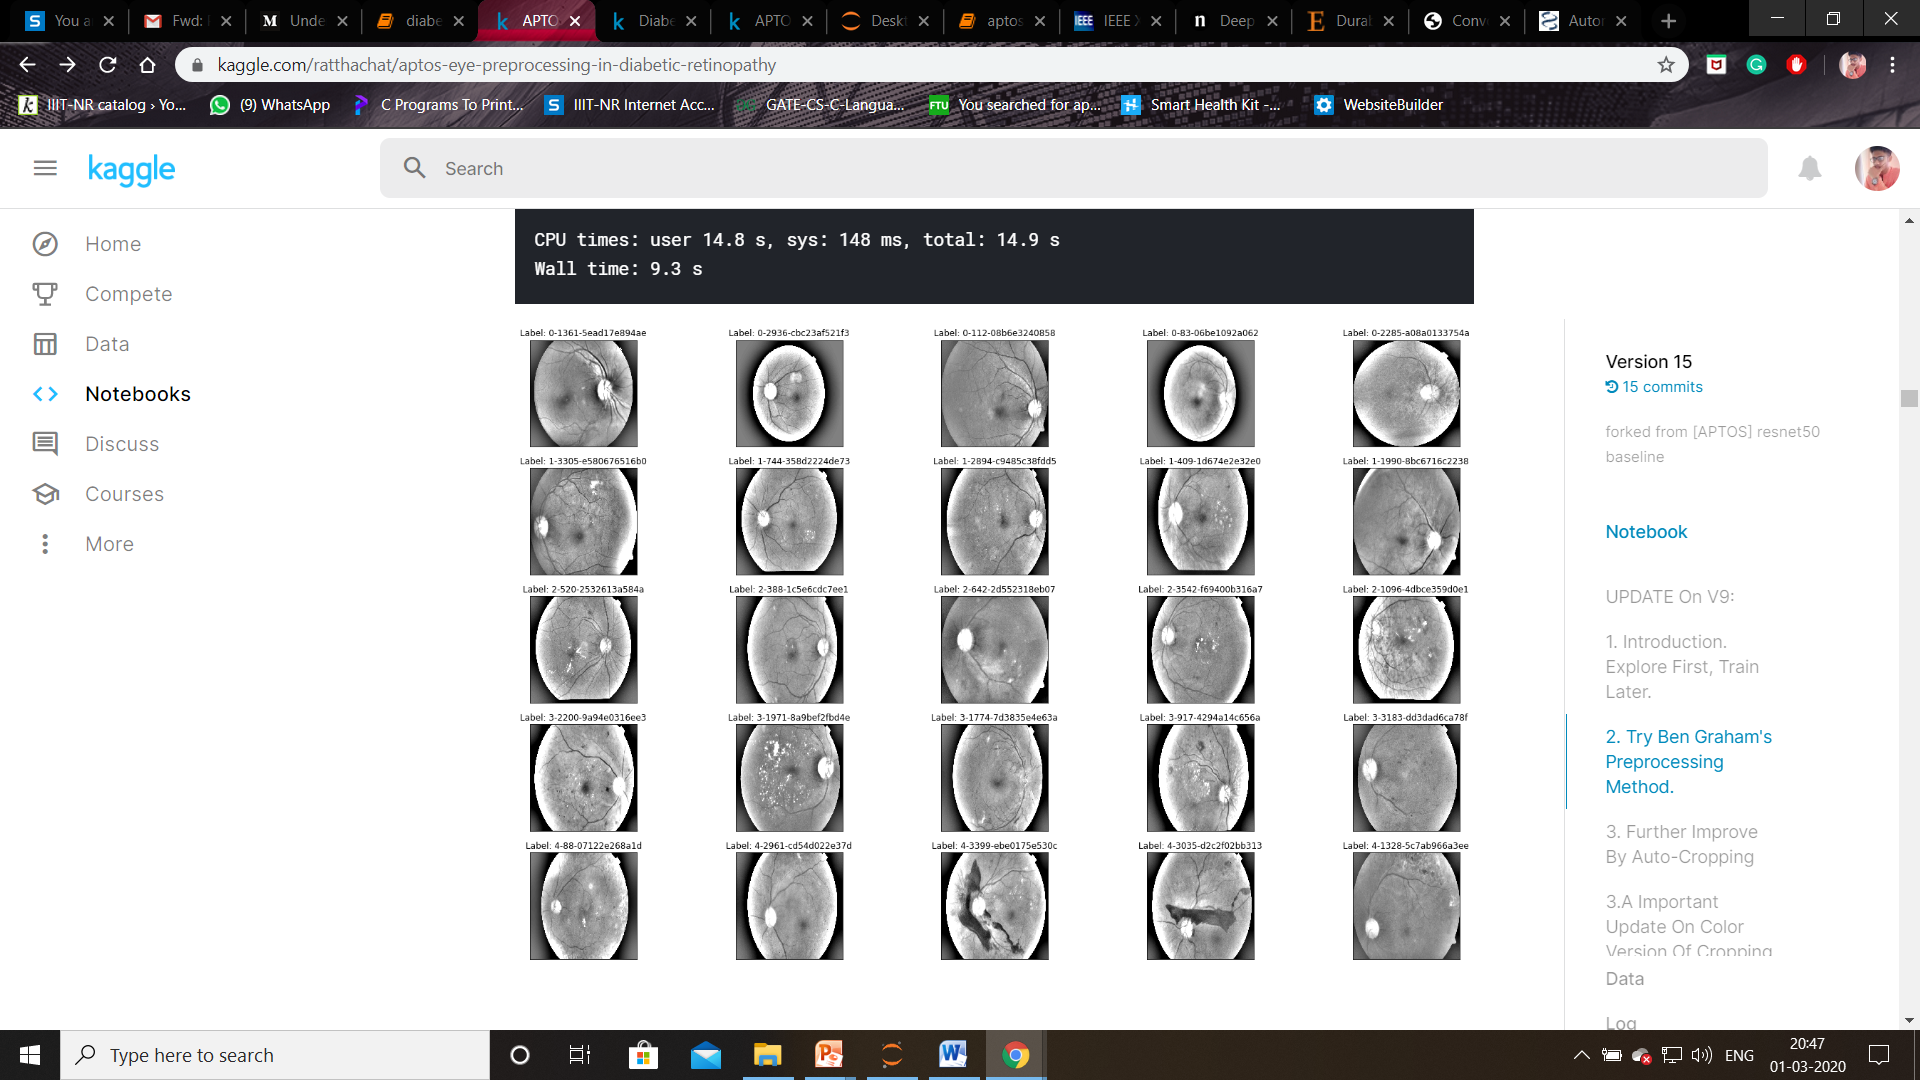 You a
Fwd:
Unde
diabe
APTO
Diabe
APTO
Deskt
aptos
IEEE X
Deep
Dural
Conv
Autor
kaggle.com/ratthachat/aptos-eye-preprocessing-in-diabetic-retinopathy
IIIT-NR catalog › Yo...
(9) WhatsApp
C Programs To Print...
IIIT-NR Internet Acc...
GATE-CS-C-Langua...
FTU
You searched for ap...
Smart Health Kit -...
WebsiteBuilder
kaggle
Search
Home
Compete
Data
Notebooks
Discuss
Courses
More
CPU times: user 14.8 s, sys: 148 ms, total: 14.9 s
Wall time: 9.3 s
Label: 0-1361-5ead17e894ae
Label: 0-2936-cbc23af521f3
Label: 0-112-08b6e3240858
Label: 0-83-06be1092a062
Label: 0-2285-a08a0133754a
Label: 1-3305-e580676516b0
Label: 1-744-358d2224de73
Label: 1-2894-c9485c38fdd5
Label: 1-409-1d674e2e32e0
Label: 1-1990-8bc6716c2238
Label: 2-520-2532613a584a
Label: 2-388-1c5e6cdc7ee1
Label: 2-642-2d552318eb07
Label: 2-3542-f69400b316a7
Label: 2-1096-4dbce359d0e1
Label: 3-2200-9a94e0316ee3
Label: 3-1971-8a9bef2fbd4e
Label: 3-1774-7d3835e4e63a
Label: 3-917-4294a14c656a
Label: 3-3183-dd3dad6ca78f
Label: 4-88-07122e268a1d
Label: 4-2961-cd54d022e37d
Label: 4-3399-ebe0175e530c
Label: 4-3035-d2c2f02bb313
Label: 4-1328-5c7ab966a3ee
Version 15
15 commits
forked from [APTOS] resnet50
baseline
Notebook
UPDATE On V9:
1. Introduction.
Explore First, Train
Later.
2. Try Ben Graham's
Preprocessing
Method.
3. Further Improve
By Auto-Cropping
3.A Important
Update On Color
Version Of Cropping
Data
Log
Type here to search
ENG
20:47
01-03-2020